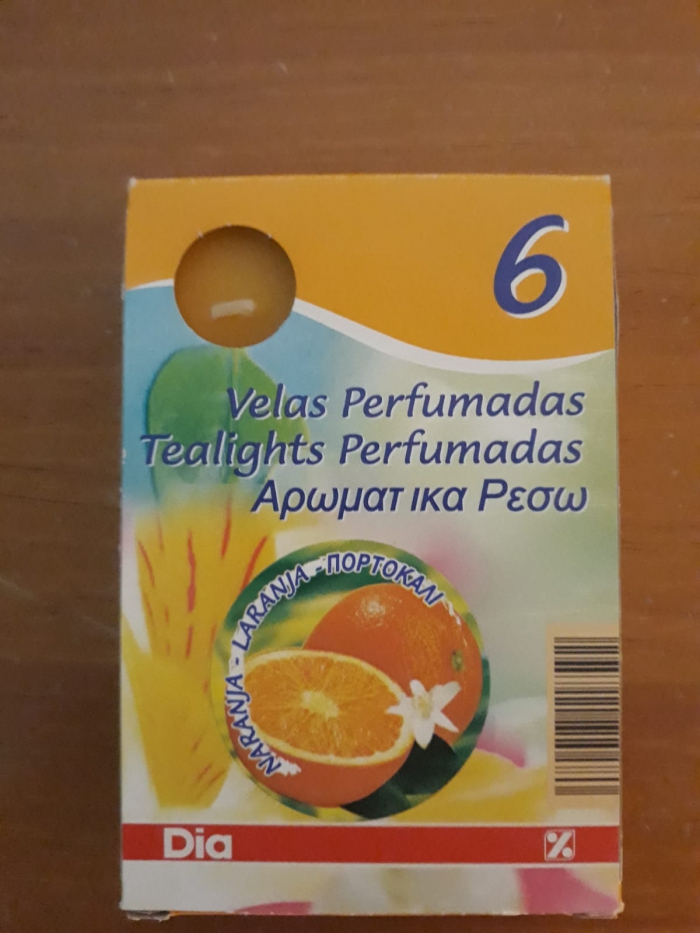 6
Velas Perfumadas
Tealights Perfumadas
Αρωματ ικα Ρεσω
NARANJA - LARANJA - ΠΟΡΤΟΚΑΛΙ
Dia %